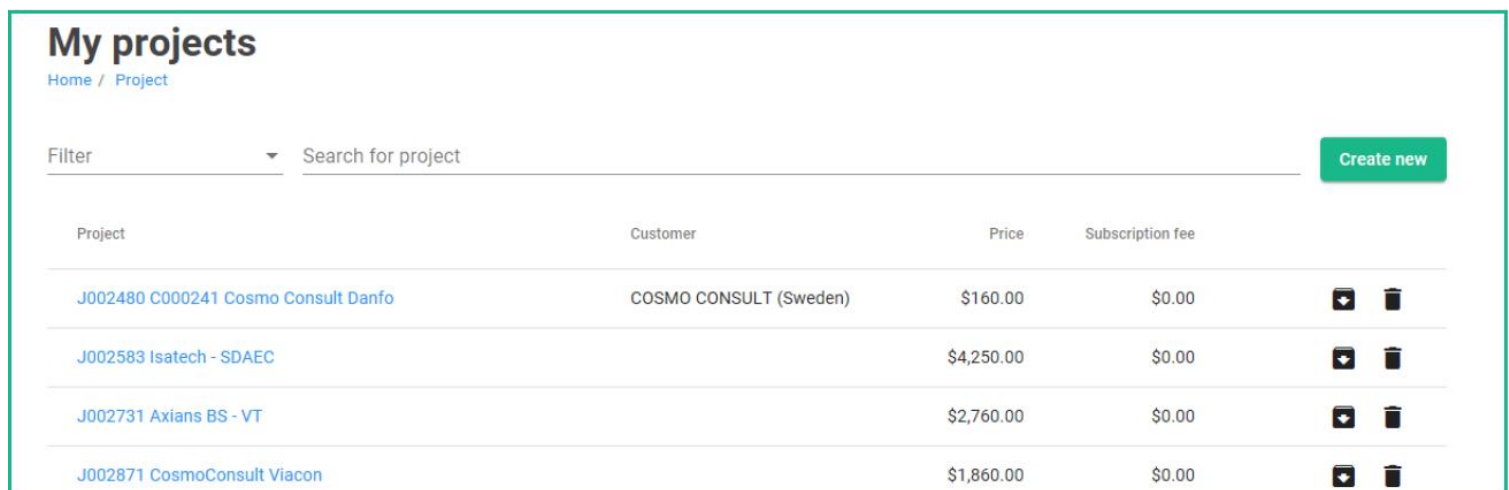 My projects
Home / Project
Filter Search for project Create new
Project Customer Price Subscription fee
J002480 C000241 Cosmo Consult Danfo COSMO CONSULT (Sweden) $160.00 $0.00
J002583 Isatech - SDAEC $4,250.00 $0.00
J002731 Axians BS - VT $2,760.00 $0.00
J002871 CosmoConsult Viacon $1,860.00 $0.00